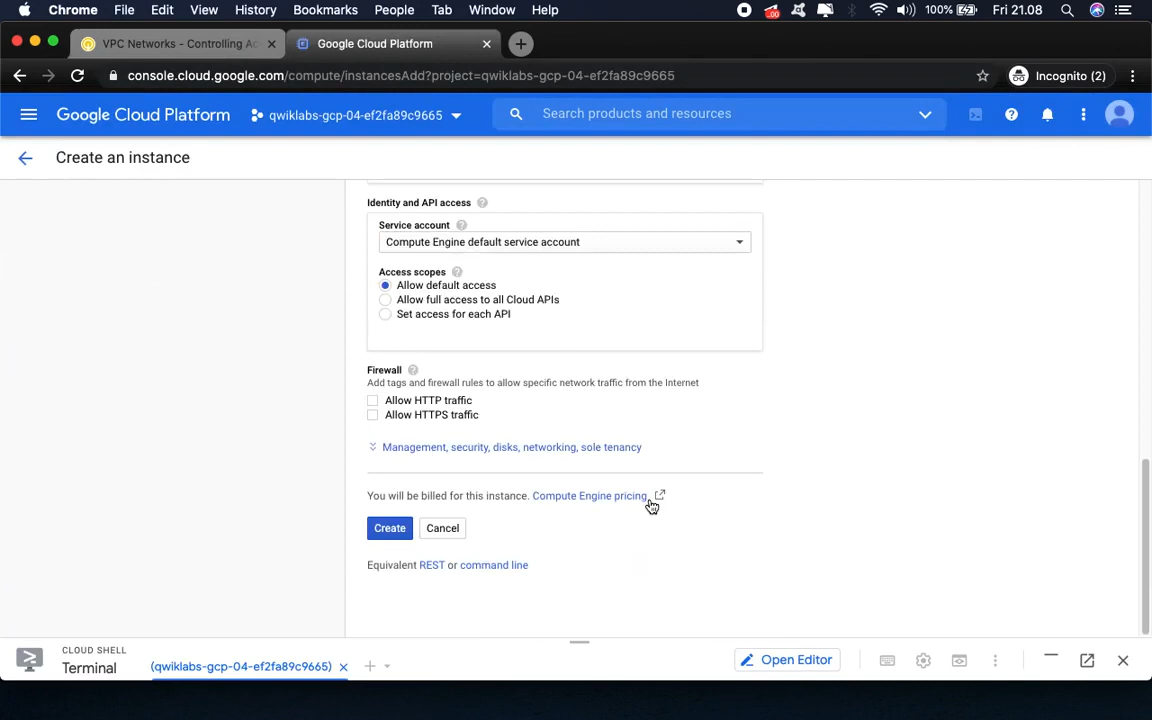 Chrome File Edit View History Bookmarks People Tab Window Help .00 100% Fri 21.08
VPC Networks - Controlling Ac
Google Cloud Platform
console.cloud.google.com/compute/instancesAdd?project=qwiklabs-gcp-04-ef2fa89c9665
Incognito (2)
Google Cloud Platform
qwiklabs-gcp-04-ef2fa89c9665
Search products and resources
Create an instance
Identity and API access
Service account
Compute Engine default service account
Access scopes
Allow default access
Allow full access to all Cloud APIs
Set access for each API
Firewall
Add tags and firewall rules to allow specific network traffic from the Internet
Allow HTTP traffic
Allow HTTPS traffic
Management, security, disks, networking, sole tenancy
You will be billed for this instance. Compute Engine pricing
Create Cancel
Equivalent REST or command line
CLOUD SHELL
Terminal
(qwiklabs-gcp-04-ef2fa89c9665)
Open Editor